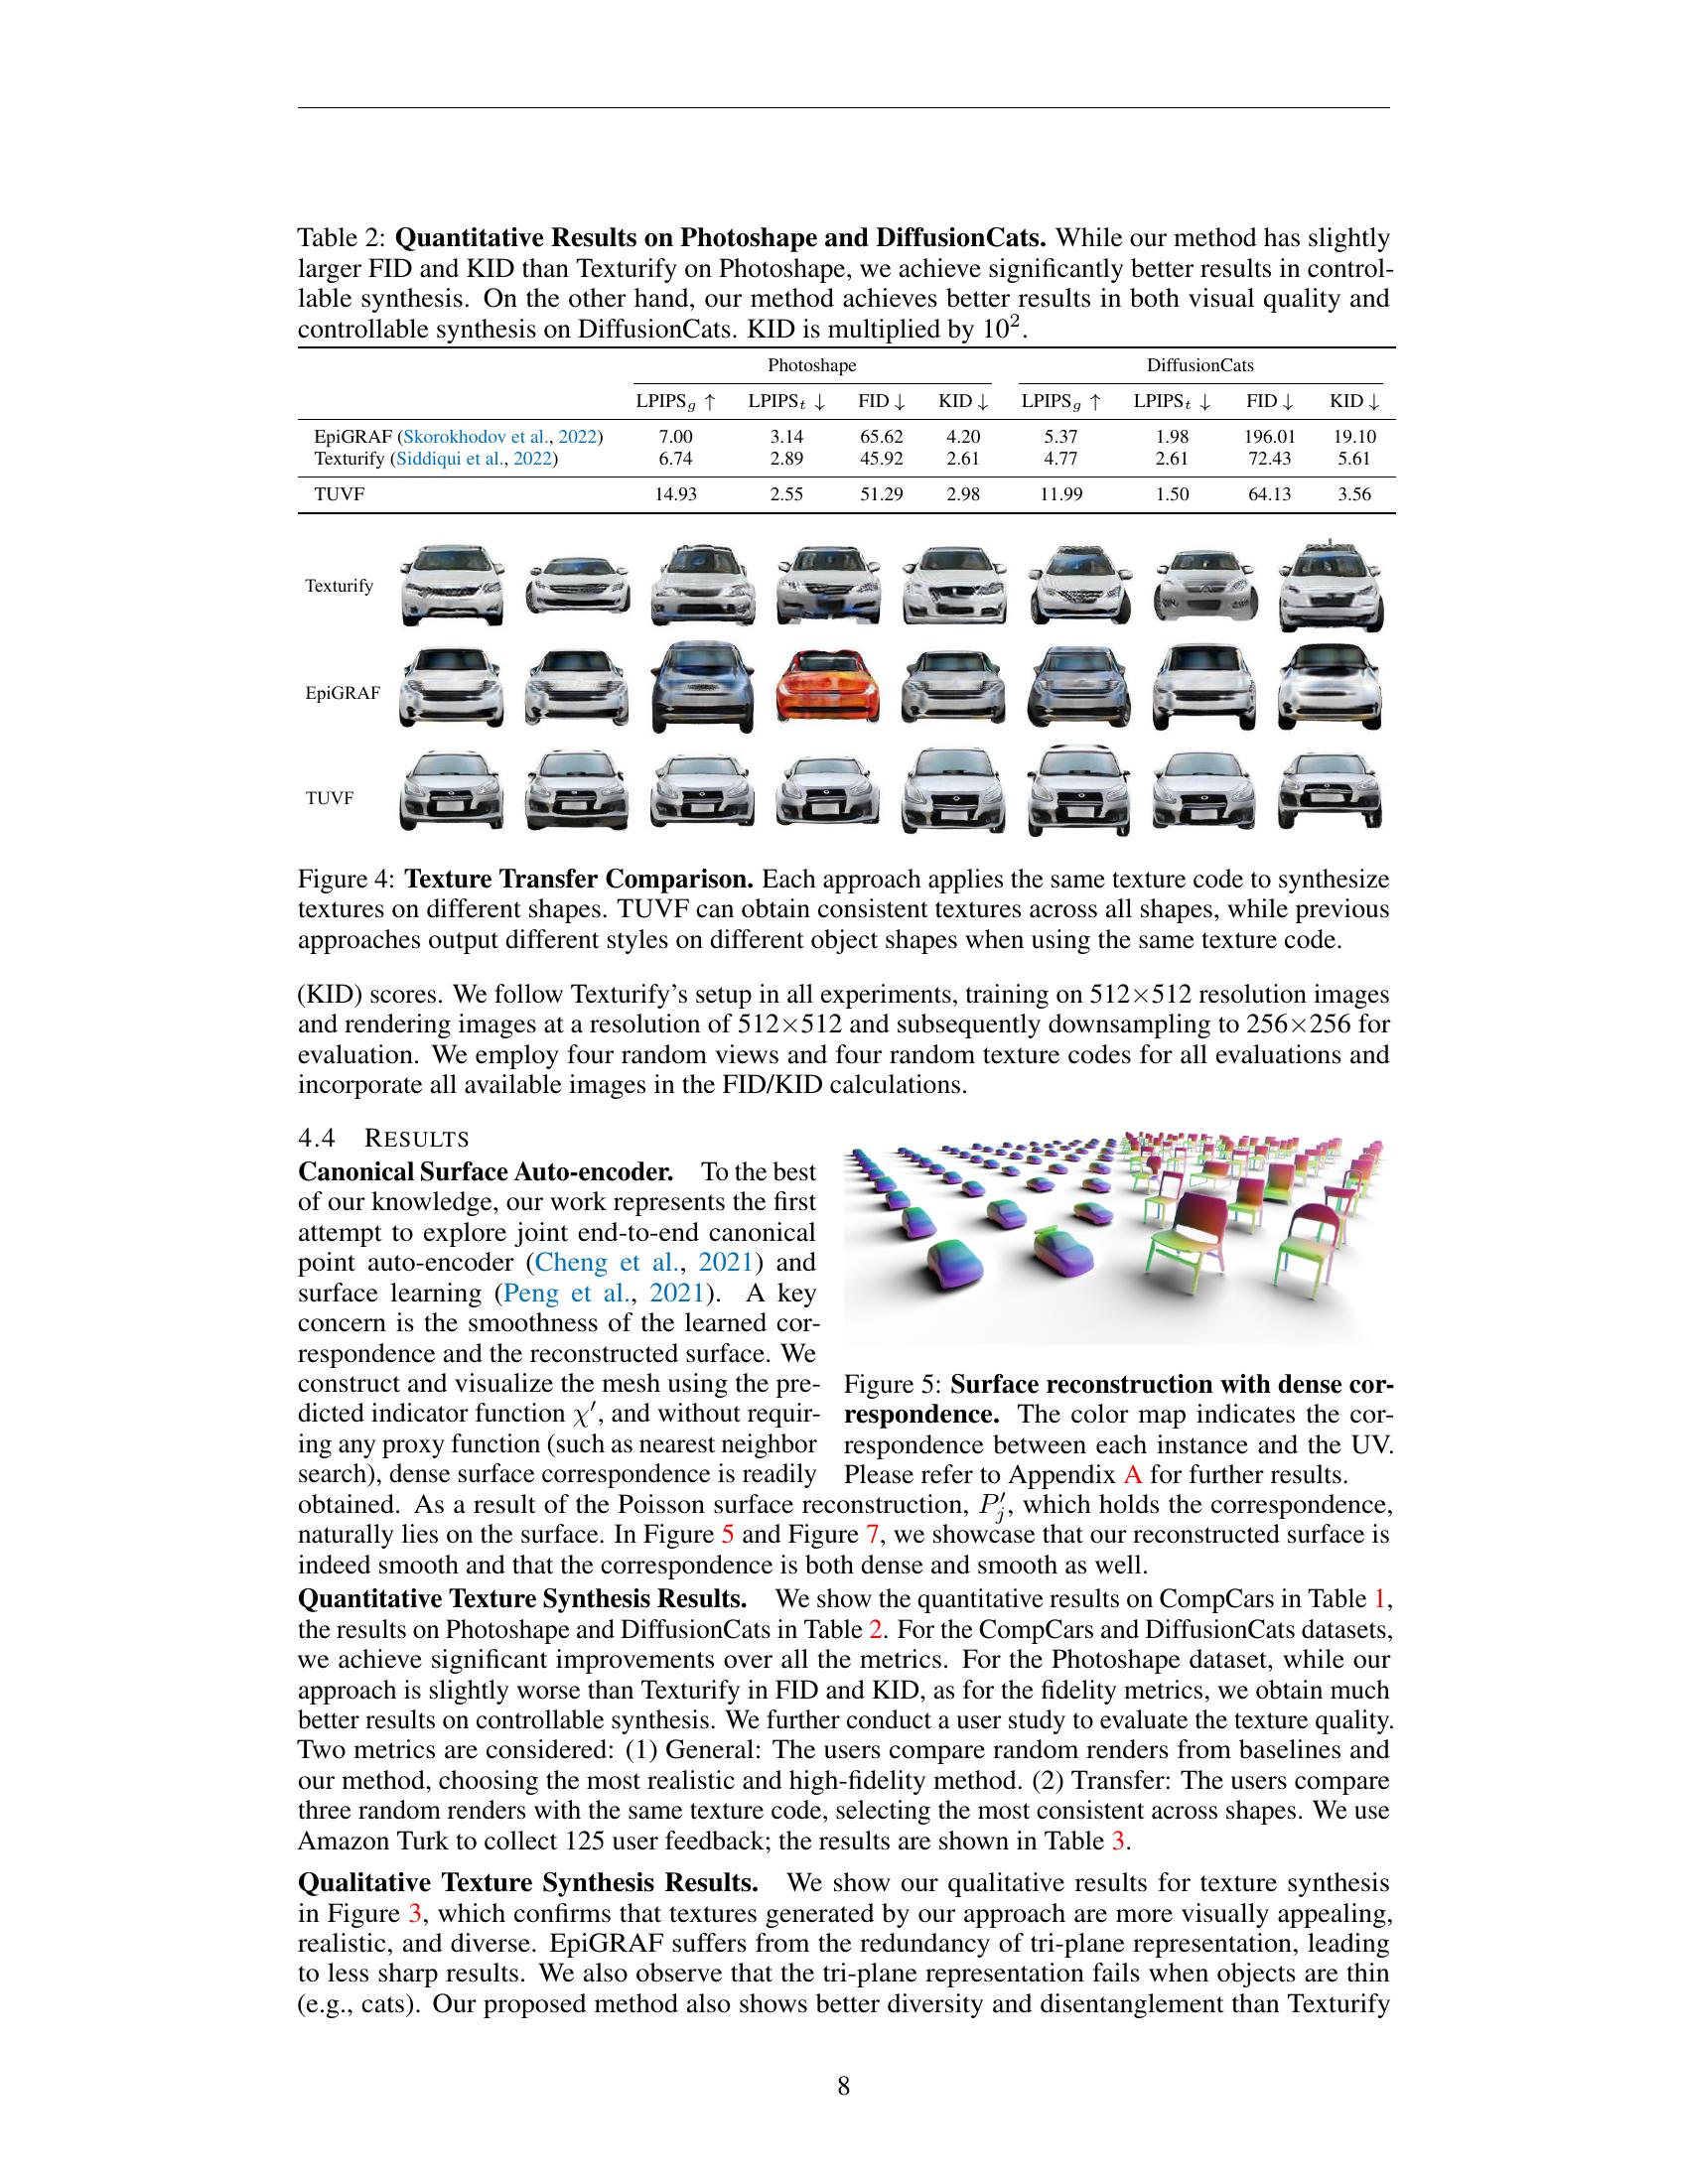 Table 2: Quantitative Results on Photoshape and DiffusionCats. While our method has slightly
larger FID and KID than Texturify on Photoshape, we achieve significantly better results in control-
lable synthesis. On the other hand, our method achieves better results in both visual quality and
controllable synthesis on DiffusionCats. KID is multiplied by 10².
Photoshape DiffusionCats
LPIPS_g ↑ LPIPS_t ↓ FID ↓ KID ↓ LPIPS_g ↑ LPIPS_t ↓ FID ↓ KID ↓
EpiGRAF (Skorokhodov et al., 2022) 7.00 3.14 65.62 4.20 5.37 1.98 196.01 19.10
Texturify (Siddiqui et al., 2022) 6.74 2.89 45.92 2.61 4.77 2.61 72.43 5.61
TUVF 14.93 2.55 51.29 2.98 11.99 1.50 64.13 3.56
Texturify
EpiGRAF
TUVF
Figure 4: Texture Transfer Comparison. Each approach applies the same texture code to synthesize
textures on different shapes. TUVF can obtain consistent textures across all shapes, while previous
approaches output different styles on different object shapes when using the same texture code.
(KID) scores. We follow Texturify's setup in all experiments, training on 512×512 resolution images
and rendering images at a resolution of 512×512 and subsequently downsampling to 256×256 for
evaluation. We employ four random views and four random texture codes for all evaluations and
incorporate all available images in the FID/KID calculations.
4.4 RESULTS
Canonical Surface Auto-encoder. To the best
of our knowledge, our work represents the first
attempt to explore joint end-to-end canonical
point auto-encoder (Cheng et al., 2021) and
surface learning (Peng et al., 2021). A key
concern is the smoothness of the learned cor-
respondence and the reconstructed surface. We
construct and visualize the mesh using the pre-
dicted indicator function χ′, and without requir-
ing any proxy function (such as nearest neighbor
search), dense surface correspondence is readily
Figure 5: Surface reconstruction with dense cor-
respondence. The color map indicates the cor-
respondence between each instance and the UV.
Please refer to Appendix A for further results.
obtained. As a result of the Poisson surface reconstruction, P′_j, which holds the correspondence,
naturally lies on the surface. In Figure 5 and Figure 7, we showcase that our reconstructed surface is
indeed smooth and that the correspondence is both dense and smooth as well.
Quantitative Texture Synthesis Results. We show the quantitative results on CompCars in Table 1,
the results on Photoshape and DiffusionCats in Table 2. For the CompCars and DiffusionCats datasets,
we achieve significant improvements over all the metrics. For the Photoshape dataset, while our
approach is slightly worse than Texturify in FID and KID, as for the fidelity metrics, we obtain much
better results on controllable synthesis. We further conduct a user study to evaluate the texture quality.
Two metrics are considered: (1) General: The users compare random renders from baselines and
our method, choosing the most realistic and high-fidelity method. (2) Transfer: The users compare
three random renders with the same texture code, selecting the most consistent across shapes. We use
Amazon Turk to collect 125 user feedback; the results are shown in Table 3.
Qualitative Texture Synthesis Results. We show our qualitative results for texture synthesis
in Figure 3, which confirms that textures generated by our approach are more visually appealing,
realistic, and diverse. EpiGRAF suffers from the redundancy of tri-plane representation, leading
to less sharp results. We also observe that the tri-plane representation fails when objects are thin
(e.g., cats). Our proposed method also shows better diversity and disentanglement than Texturify
8